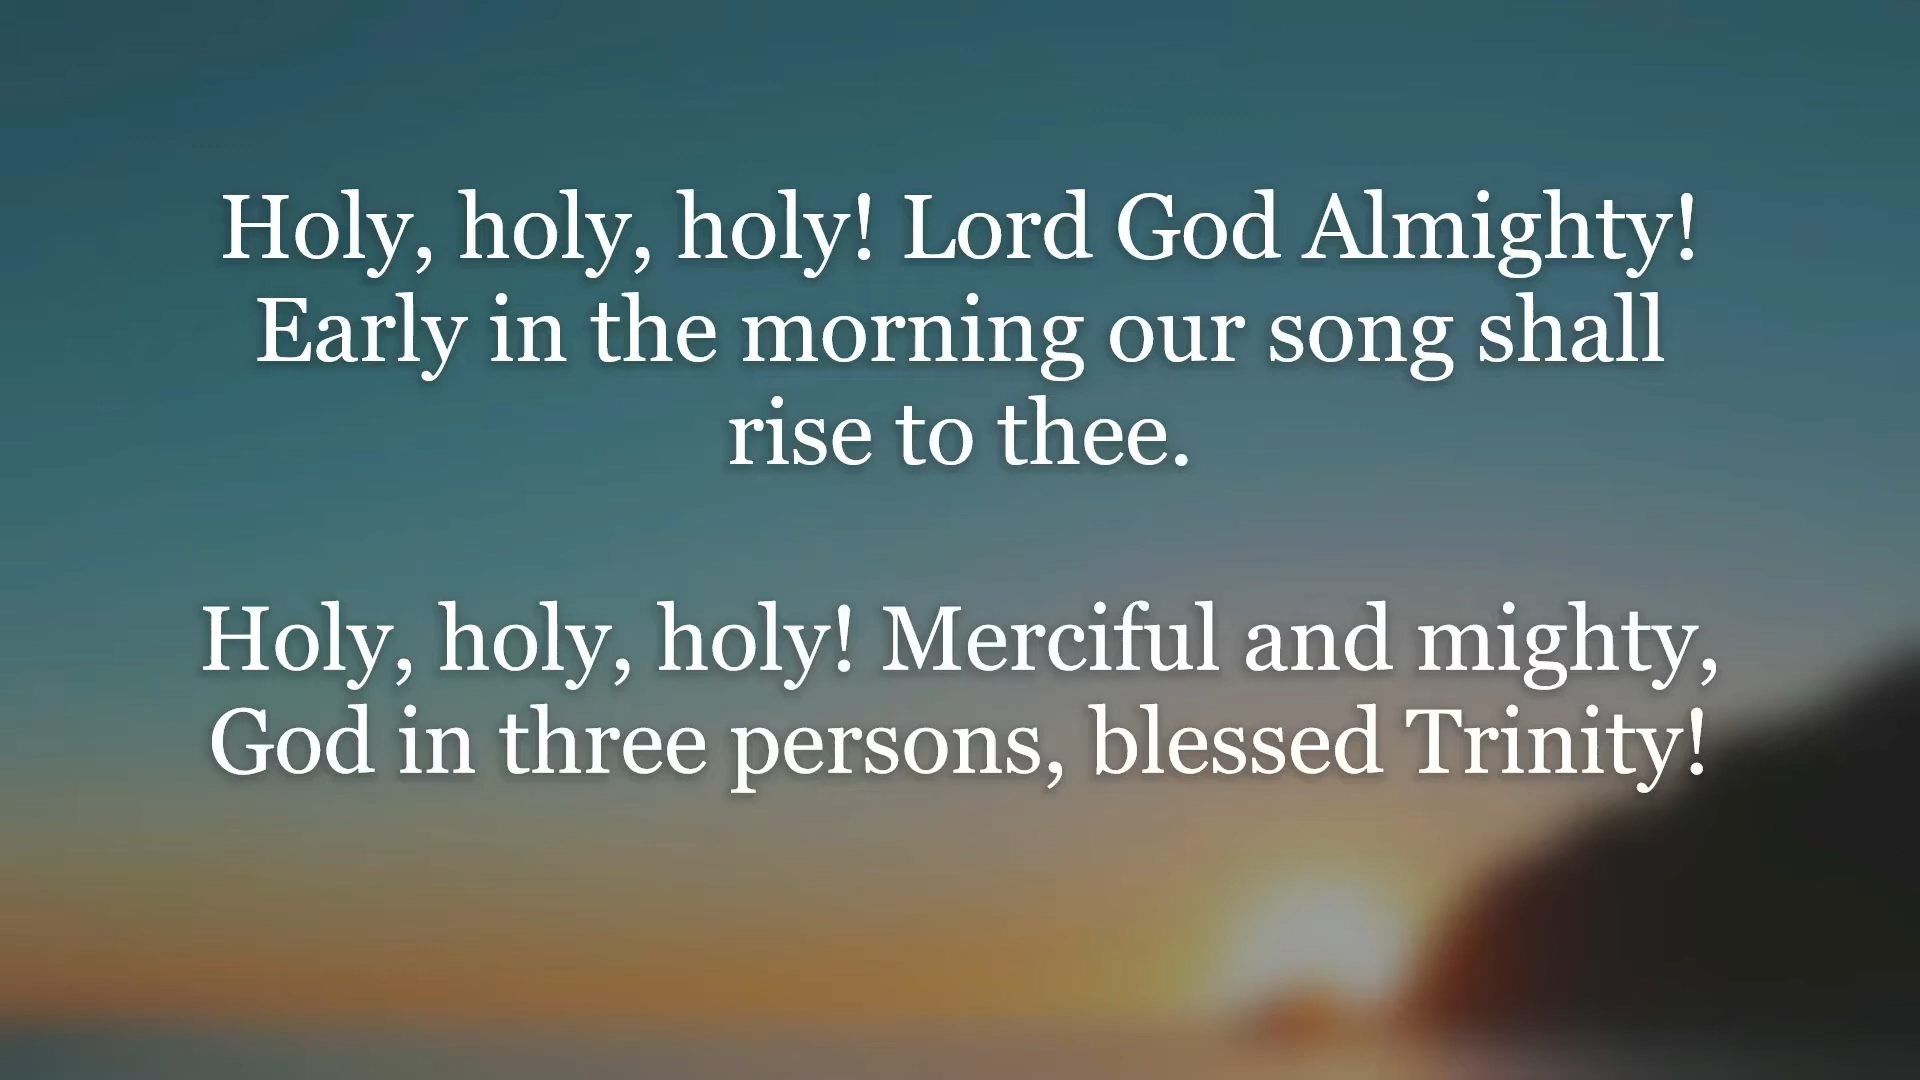 Holy, holy, holy! Lord God Almighty!
Early in the morning our song shall
rise to thee.
Holy, holy, holy! Merciful and mighty,
God in three persons, blessed Trinity!